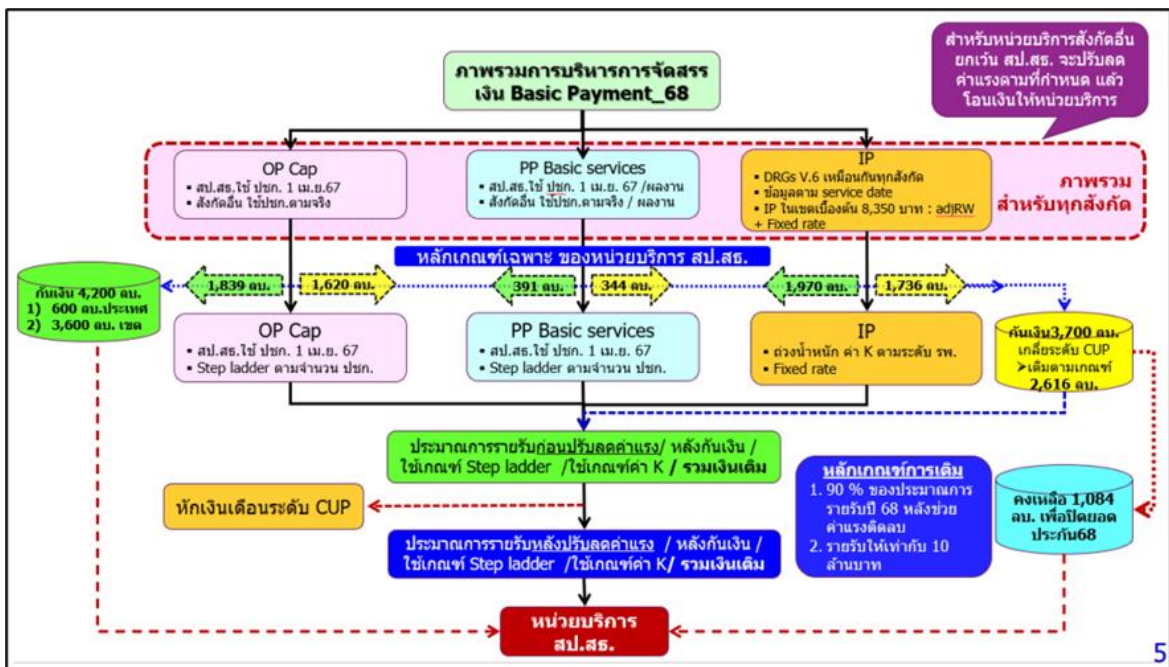 สำหรับหน่วยบริการสังกัดอื่น
ยกเว้น สป.สธ. จะปรับลด
ค่าแรงตามที่กำหนด แล้ว
โอนเงินให้หน่วยบริการ
ภาพรวมการบริหารการจัดสรร
เงิน Basic Payment_68
OP Cap
▪ สป.สธ.ใช้ ปชก. 1 เม.ย.67
▪ สังกัดอื่น ใช้ปชก.ตามจริง
PP Basic services
▪ สป.สธ.ใช้ ปชก. 1 เม.ย. 67 /ผลงาน
▪ สังกัดอื่น ใช้ปชก.ตามจริง / ผลงาน
IP
▪ DRGs V.6 เหมือนกันทุกสังกัด
▪ ข้อมูลตาม service date
▪ IP ในเขตเบื้องต้น 8,350 บาท : adjRW
+ Fixed rate
ภาพรวม
สำหรับทุกสังกัด
หลักเกณฑ์เฉพาะ ของหน่วยบริการ สป.สธ.
กันเงิน 4,200 ลบ.
1) 600 ลบ.ประเทศ
2) 3,600 ลบ. เขต
1,839 ลบ.
1,620 ลบ.
391 ลบ.
344 ลบ.
1,970 ลบ.
1,736 ลบ.
OP Cap
▪ สป.สธ.ใช้ ปชก. 1 เม.ย. 67
▪ Step ladder ตามจำนวน ปชก.
PP Basic services
▪ สป.สธ.ใช้ ปชก. 1 เม.ย. 67
▪ Step ladder ตามจำนวน ปชก.
IP
▪ ถ่วงน้ำหนัก ค่า K ตามระดับ รพ.
▪ Fixed rate
กันเงิน3,700 ลบ.
เกลี่ยระดับ CUP
➢เติมตามเกณฑ์
2,616 ลบ.
ประมาณการรายรับก่อนปรับลดค่าแรง/ หลังกันเงิน /
ใช้เกณฑ์ Step ladder /ใช้เกณฑ์ค่า K / รวมเงินเติม
หักเงินเดือนระดับ CUP
ประมาณการรายรับหลังปรับลดค่าแรง / หลังกันเงิน /
ใช้เกณฑ์ Step ladder /ใช้เกณฑ์ค่า K/ รวมเงินเติม
หลักเกณฑ์การเติม
1. 90 % ของประมาณการ
รายรับปี 68 หลังช่วย
ค่าแรงติดลบ
2. รายรับให้เท่ากับ 10
ล้านบาท
คงเหลือ 1,084
ลบ. เพื่อปิดยอด
ประกัน68
หน่วยบริการ
สป.สธ.
5